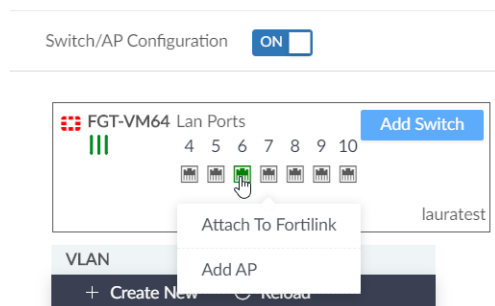 Switch/AP Configuration ON
FGT-VM64 Lan Ports Add Switch
4 5 6 7 8 9 10
Attach To Fortilink
lauratest
Add AP
VLAN
+ Create New Reload